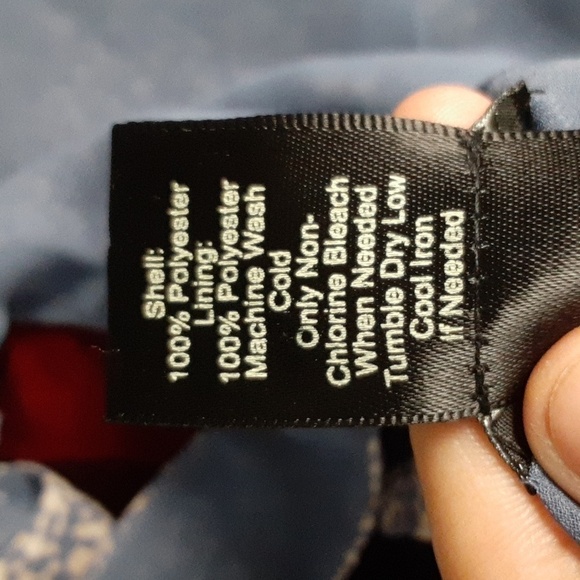 Shell:
100% Polyester
Lining:
100% Polyester
Machine Wash
Cold
Only Non-
Chlorine Bleach
When Needed
Tumble Dry Low
Cool Iron
If Needed